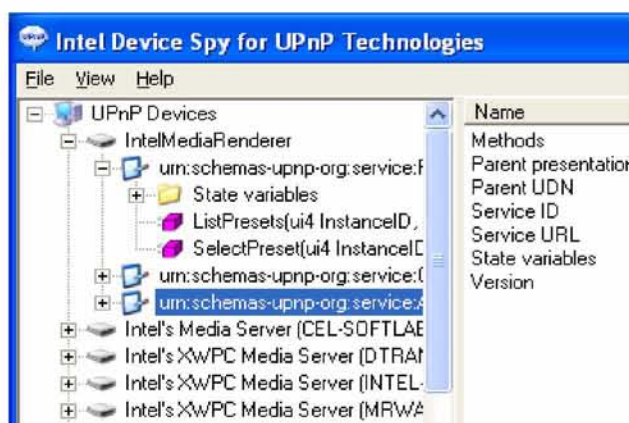 Intel Device Spy for UPnP Technologies
File View Help
UPnP Devices
IntelMediaRenderer
urn:schemas-upnp-org:service:F
State variables
ListPresets(ui4 InstanceID,
SelectPreset(ui4 InstanceID
urn:schemas-upnp-org:service:C
urn:schemas-upnp-org:service:A
Intel's Media Server (CEL-SOFTLAB
Intel's XWPC Media Server (DTRAN
Intel's XWPC Media Server (INTEL-
Intel's XWPC Media Server (MRWA
Name
Methods
Parent presentation
Parent UDN
Service ID
Service URL
State variables
Version